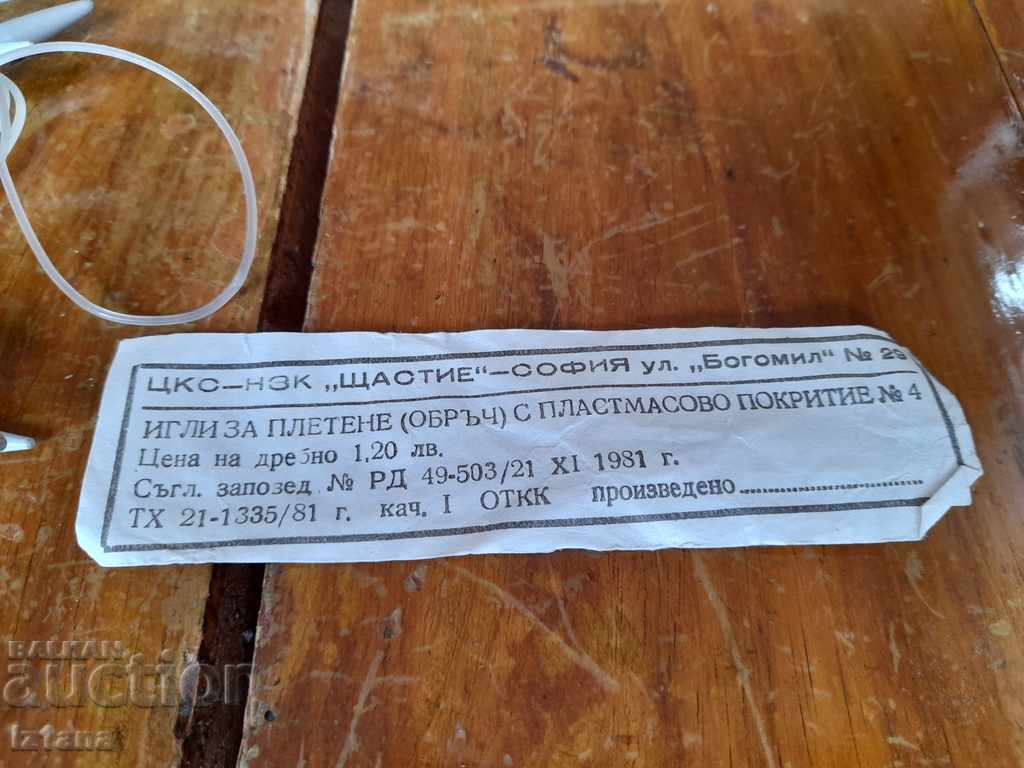 ЦКС–НЗК „ЩАСТИЕ“–СОФИЯ ул. „Богомил“ № 29
ИГЛИ ЗА ПЛЕТЕНЕ (ОБРЪЧ) С ПЛАСТМАСОВО ПОКРИТИЕ № 4
Цена на дребно 1,20 лв.
Съгл. запозед № РД 49-503/21 XI 1981 г.
ТХ 21-1335/81 г. кач. I ОТКК произведено....................
BALKAN
auction
iztana